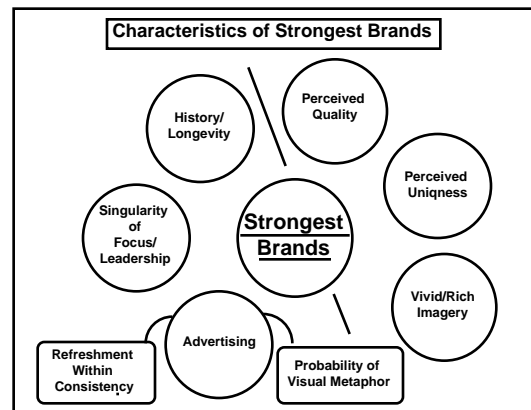 Characteristics of Strongest Brands
History/
Longevity
Perceived
Quality
Perceived
Uniqness
Singularity
of
Focus/
Leadership
Strongest
Brands
Vivid/Rich
Imagery
Advertising
Refreshment
Within
Consistency
Probability of
Visual Metaphor